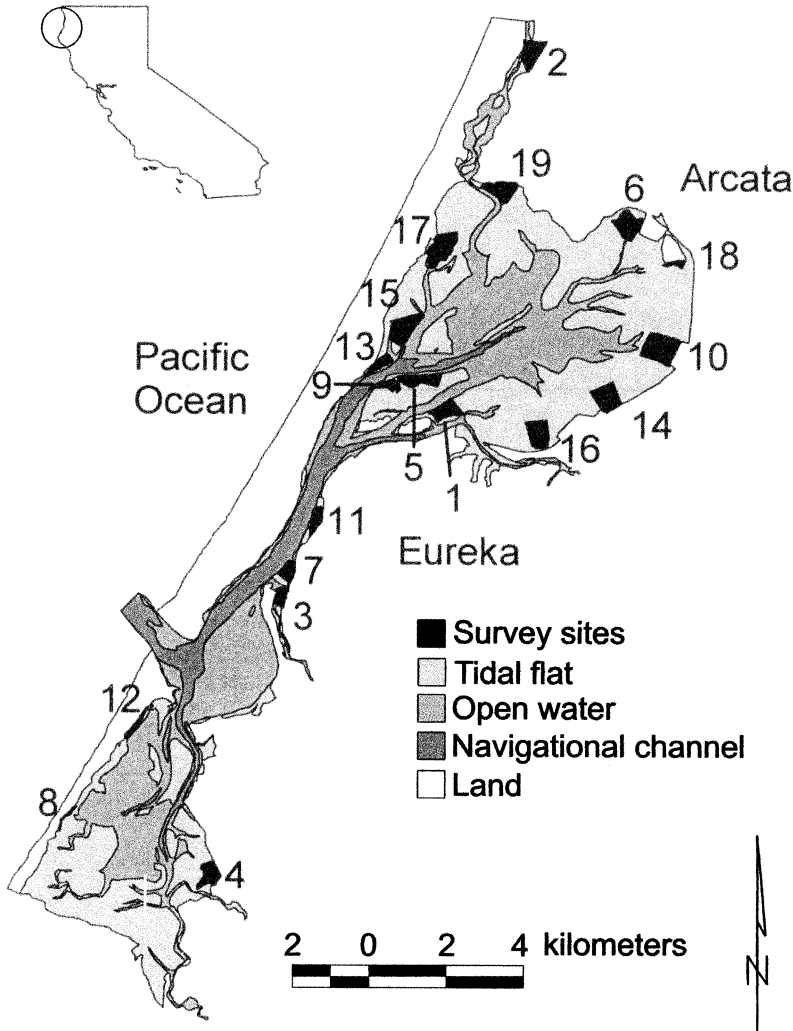 2
19
Arcata
6
17
18
15
Pacific
Ocean
13
10
9
14
5
16
1
11
Eureka
7
3
Survey sites
Tidal flat
Open water
12
Navigational channel
Land
8
4
2 0 2 4 kilometers
N